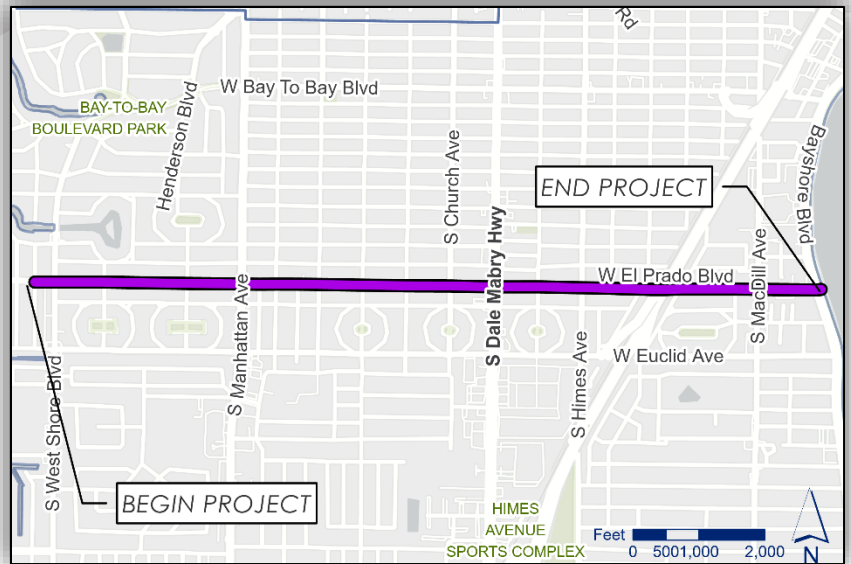 Rd
W Bay To Bay Blvd
BAY-TO-BAY
BOULEVARD PARK
Henderson Blvd
S Church Ave
Bayshore Blvd
END PROJECT
S Dale Mabry Hwy
W El Prado Blvd
S MacDill Ave
S Manhattan Ave
W Euclid Ave
S Himes Ave
S West Shore Blvd
BEGIN PROJECT
HIMES
AVENUE
SPORTS COMPLEX
Feet
0 5001,000 2,000
N